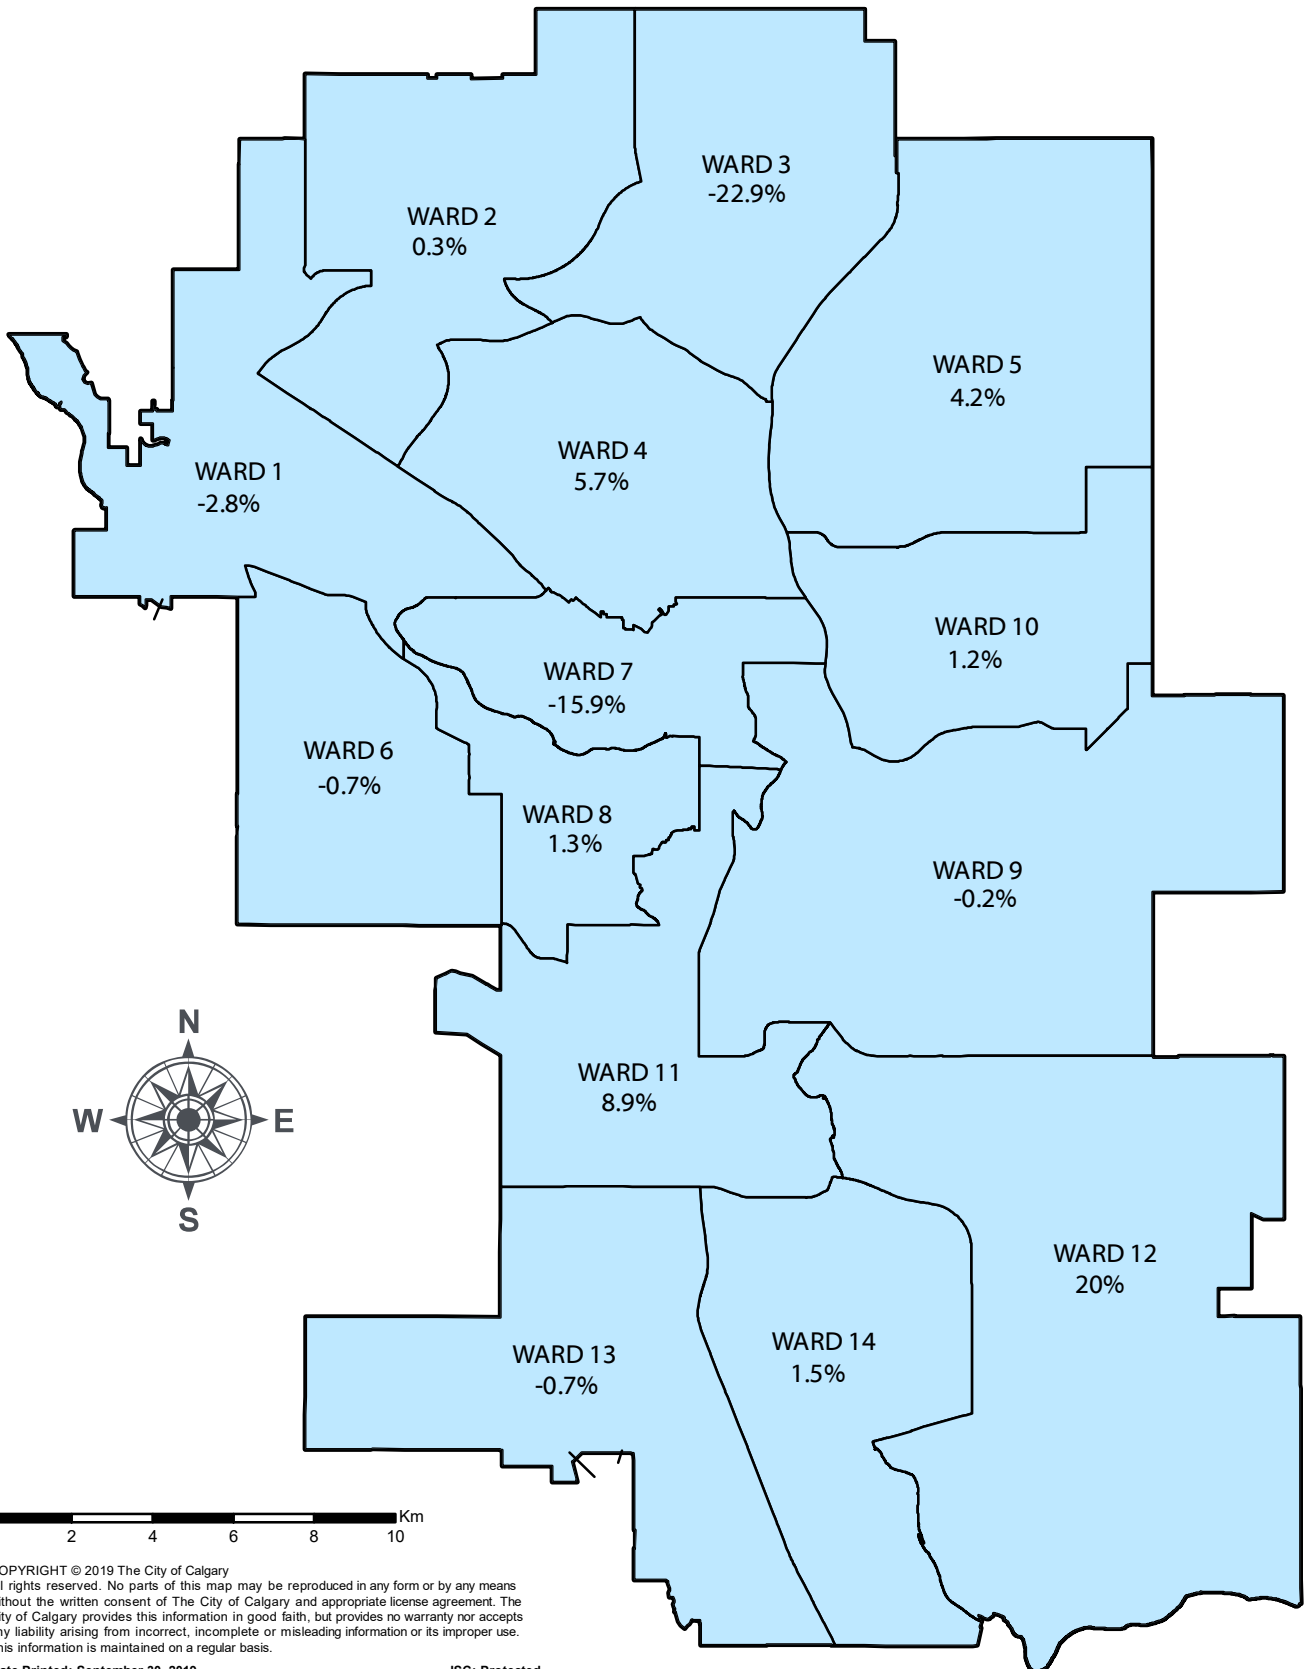 WARD 3
-22.9%
WARD 2
0.3%
WARD 5
4.2%
WARD 4
5.7%
WARD 1
-2.8%
WARD 10
1.2%
WARD 7
-15.9%
WARD 6
-0.7%
WARD 8
1.3%
WARD 9
-0.2%
N
W E
S
WARD 11
8.9%
WARD 12
20%
WARD 14
1.5%
WARD 13
-0.7%
Km
2 4 6 8 10
OPYRIGHT © 2019 The City of Calgary
l rights reserved. No parts of this map may be reproduced in any form or by any means
ithout the written consent of The City of Calgary and appropriate license agreement. The
ity of Calgary provides this information in good faith, but provides no warranty nor accepts
ny liability arising from incorrect, incomplete or misleading information or its improper use.
his information is maintained on a regular basis.
ate Printed: September 30, 2019 ISC: Protected